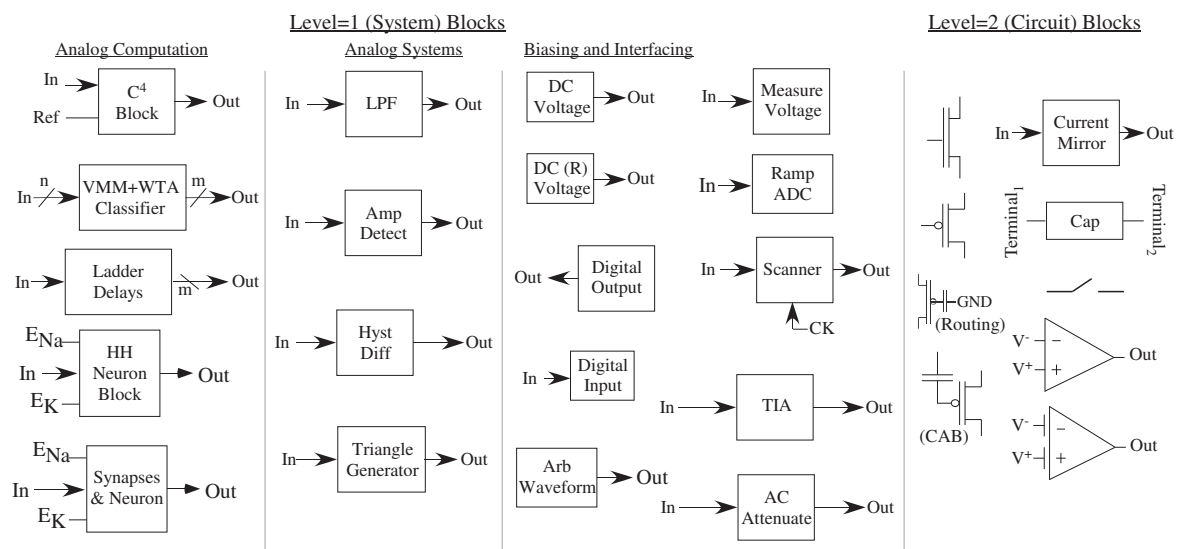 Level=1 (System) Blocks
Level=2 (Circuit) Blocks
Analog Computation
Analog Systems
Biasing and Interfacing
In
Ref
C⁴
Block
Out
In
n
VMM+WTA
Classifier
m
Out
In
Ladder
Delays
m
Out
E_Na
In
E_K
HH
Neuron
Block
Out
E_Na
In
E_K
Synapses
& Neuron
Out
In
LPF
Out
In
Amp
Detect
Out
In
Hyst
Diff
Out
In
Triangle
Generator
Out
DC
Voltage
Out
DC (R)
Voltage
Out
Out
Digital
Output
In
Digital
Input
Arb
Waveform
Out
In
Measure
Voltage
In
Ramp
ADC
In
Scanner
Out
CK
In
TIA
Out
In
AC
Attenuate
Out
GND
(Routing)
(CAB)
In
Current
Mirror
Out
Terminal₁
Cap
Terminal₂
V⁻
−
V⁺
+
Out
V⁻
−
V⁺
+
Out